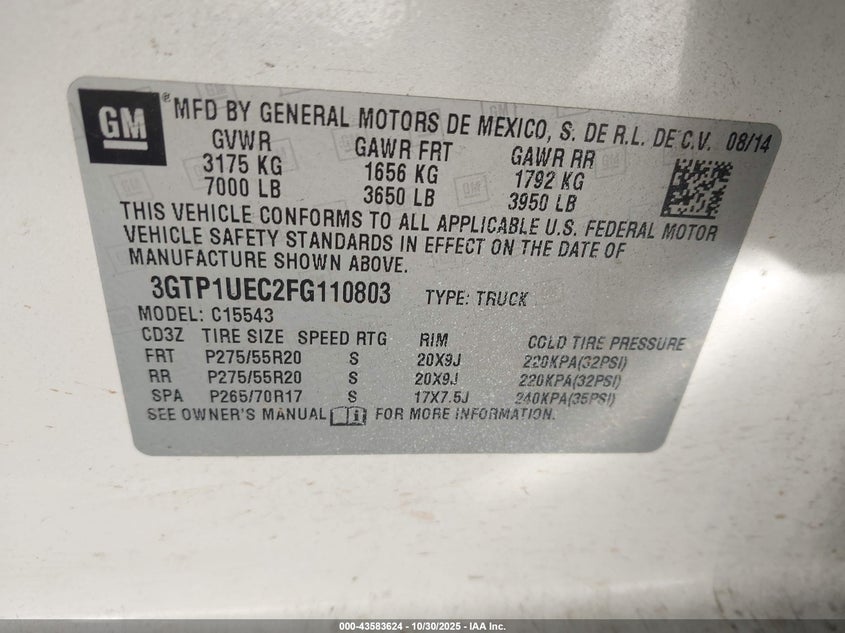 GM ® MFD BY GENERAL MOTORS DE MEXICO, S. DE R.L. DE C.V. 08/14
GVWR GAWR FRT GAWR RR
3175 KG 1656 KG 1792 KG
7000 LB 3650 LB 3950 LB
THIS VEHICLE CONFORMS TO ALL APPLICABLE U.S. FEDERAL MOTOR
VEHICLE SAFETY STANDARDS IN EFFECT ON THE DATE OF
MANUFACTURE SHOWN ABOVE.
3GTP1UEC2FG110803 TYPE: TRUCK
MODEL: C15543
CD3Z TIRE SIZE SPEED RTG RIM COLD TIRE PRESSURE
FRT P275/55R20 S 20X9J 220KPA(32PSI)
RR P275/55R20 S 20X9J 220KPA(32PSI)
SPA P265/70R17 S 17X7.5J 240KPA(35PSI)
SEE OWNER'S MANUAL FOR MORE INFORMATION.
000-43583624 - 10/30/2025 - IAA Inc.